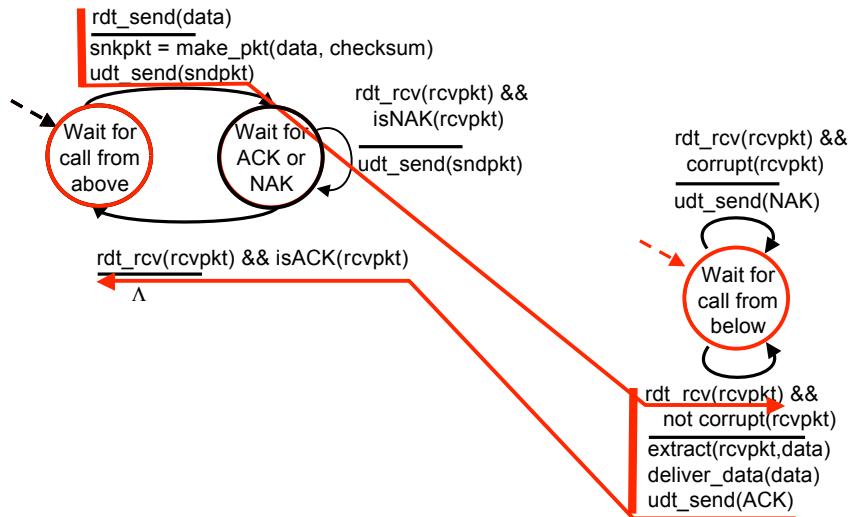 rdt_send(data)
snkpkt = make_pkt(data, checksum)
udt_send(sndpkt)
Wait for
call from
above
Wait for
ACK or
NAK
rdt_rcv(rcvpkt) &&
isNAK(rcvpkt)
udt_send(sndpkt)
rdt_rcv(rcvpkt) && isACK(rcvpkt)
Λ
rdt_rcv(rcvpkt) &&
corrupt(rcvpkt)
udt_send(NAK)
Wait for
call from
below
rdt_rcv(rcvpkt) &&
not corrupt(rcvpkt)
extract(rcvpkt,data)
deliver_data(data)
udt_send(ACK)